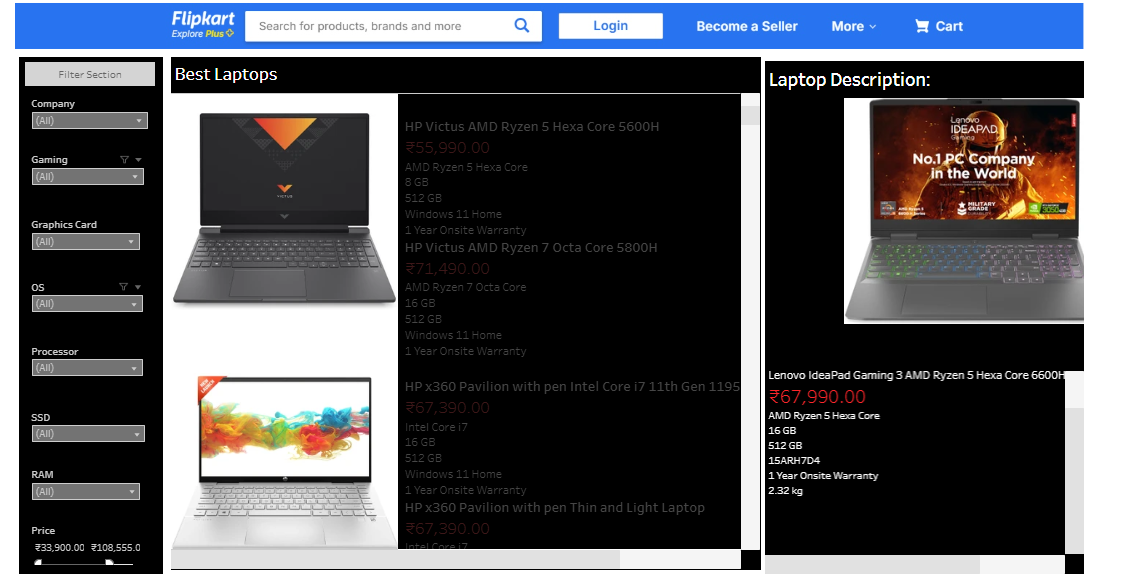 Flipkart
Explore Plus
Search for products, brands and more
Login
Become a Seller
More
Cart
Filter Section
Company
(All)
Gaming
(All)
Graphics Card
(All)
OS
(All)
Processor
(All)
SSD
(All)
RAM
(All)
Price
₹33,900.00 ₹108,555.0
Best Laptops
VICTUS
HP Victus AMD Ryzen 5 Hexa Core 5600H
₹55,990.00
AMD Ryzen 5 Hexa Core
8 GB
512 GB
Windows 11 Home
1 Year Onsite Warranty
HP Victus AMD Ryzen 7 Octa Core 5800H
₹71,490.00
AMD Ryzen 7 Octa Core
16 GB
512 GB
Windows 11 Home
1 Year Onsite Warranty
NEW LAUNCH
HP x360 Pavilion with pen Intel Core i7 11th Gen 1195
₹67,390.00
Intel Core i7
16 GB
512 GB
Windows 11 Home
1 Year Onsite Warranty
HP x360 Pavilion with pen Thin and Light Laptop
₹67,390.00
Intel Core i7
Laptop Description:
Lenovo
IDEAPAD
Gaming
No.1 PC Company
in the World
MILITARY
GRADE
3050
Lenovo IdeaPad Gaming 3 AMD Ryzen 5 Hexa Core 6600H
₹67,990.00
AMD Ryzen 5 Hexa Core
16 GB
512 GB
15ARH7D4
1 Year Onsite Warranty
2.32 kg